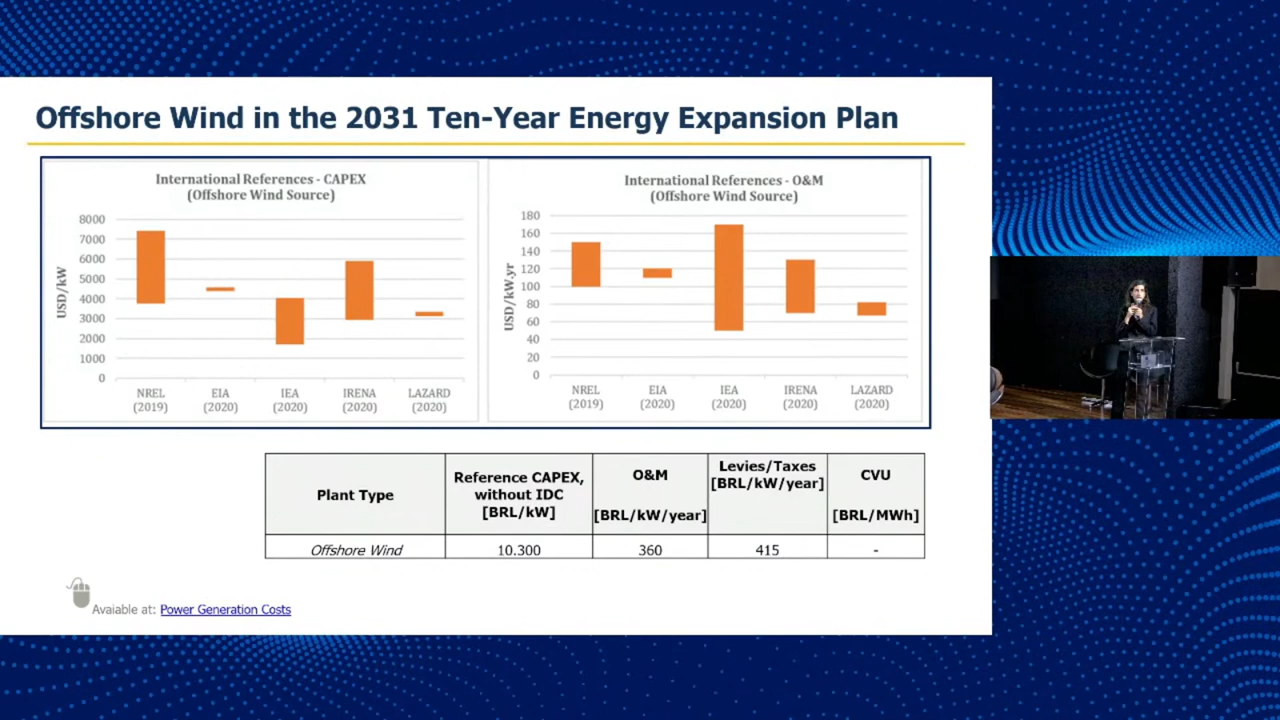 Offshore Wind in the 2031 Ten-Year Energy Expansion Plan
International References - CAPEX
(Offshore Wind Source)
USD/kW
8000
7000
6000
5000
4000
3000
2000
1000
0
NREL
(2019)
EIA
(2020)
IEA
(2020)
IRENA
(2020)
LAZARD
(2020)
International References - O&M
(Offshore Wind Source)
USD/kW.yr
180
160
140
120
100
80
60
40
20
0
NREL
(2019)
EIA
(2020)
IEA
(2020)
IRENA
(2020)
LAZARD
(2020)
Plant Type
Reference CAPEX,
without IDC
[BRL/kW]
O&M
[BRL/kW/year]
Levies/Taxes
[BRL/kW/year]
CVU
[BRL/MWh]
Offshore Wind
10.300
360
415
-
Avaiable at: Power Generation Costs